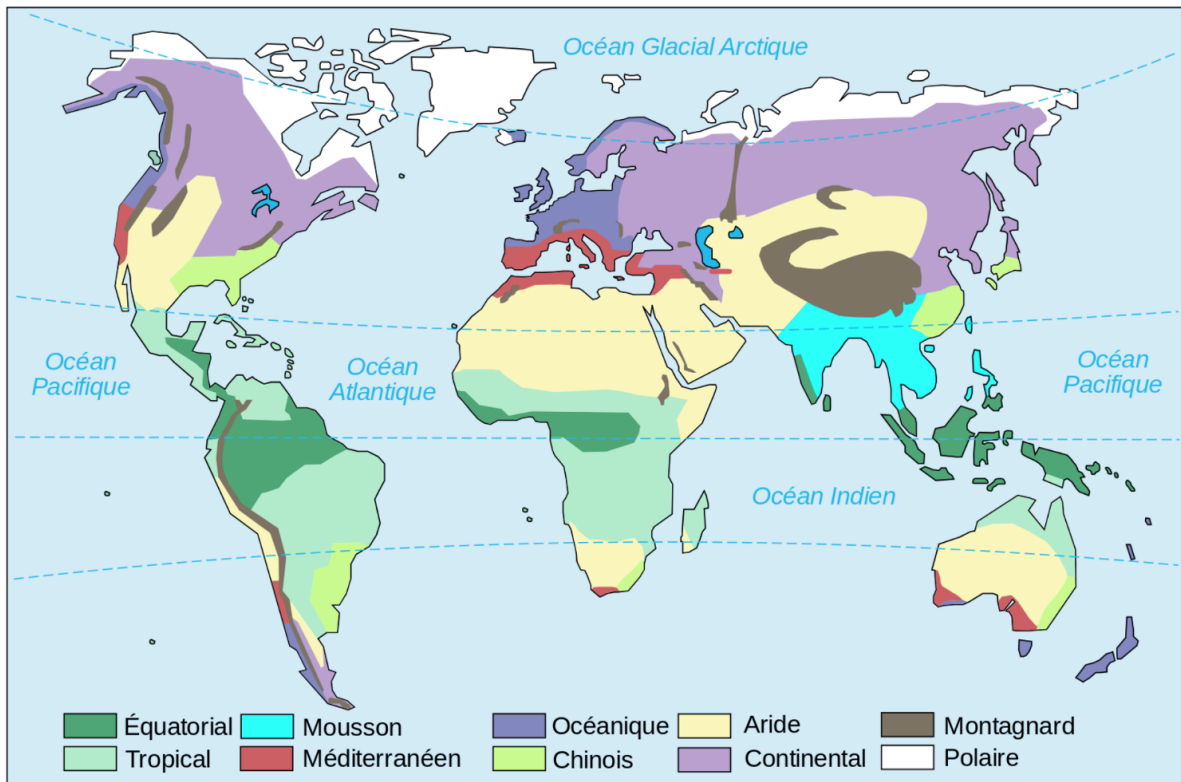 Océan Glacial Arctique
Océan
Pacifique
Océan
Atlantique
Océan
Pacifique
Océan Indien
Équatorial
Mousson
Océanique
Aride
Montagnard
Tropical
Méditerranéen
Chinois
Continental
Polaire